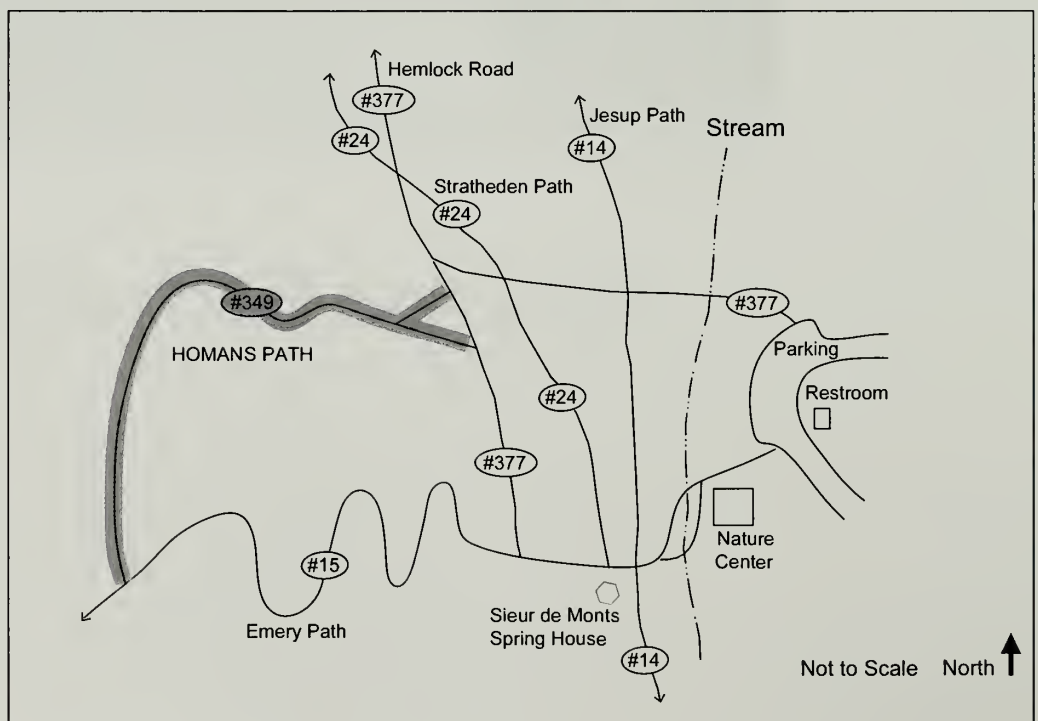 Hemlock Road
#377
#24
Jesup Path
#14
Stream
Stratheden Path
#24
#349
#377
HOMANS PATH
Parking
Restroom
#24
#377
Nature
Center
#15
Emery Path
Sieur de Monts
Spring House
#14
Not to Scale North